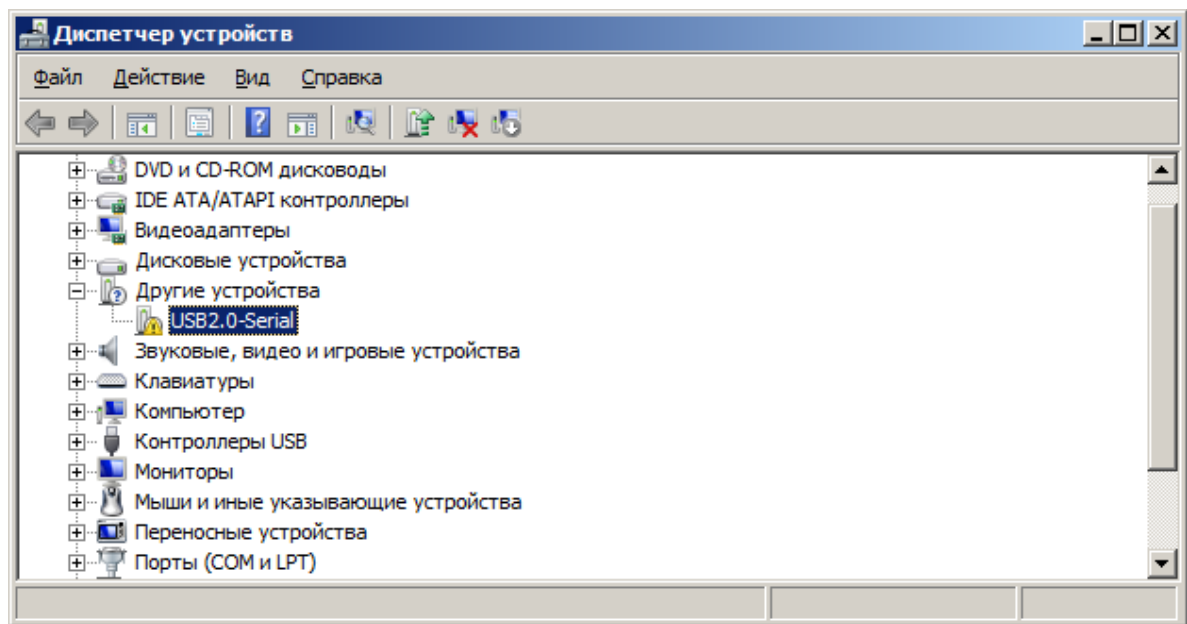 Диспетчер устройств
Файл Действие Вид Справка
DVD и CD-ROM дисководы
IDE ATA/ATAPI контроллеры
Видеоадаптеры
Дисковые устройства
Другие устройства
USB2.0-Serial
Звуковые, видео и игровые устройства
Клавиатуры
Компьютер
Контроллеры USB
Мониторы
Мыши и иные указывающие устройства
Переносные устройства
Порты (COM и LPT)